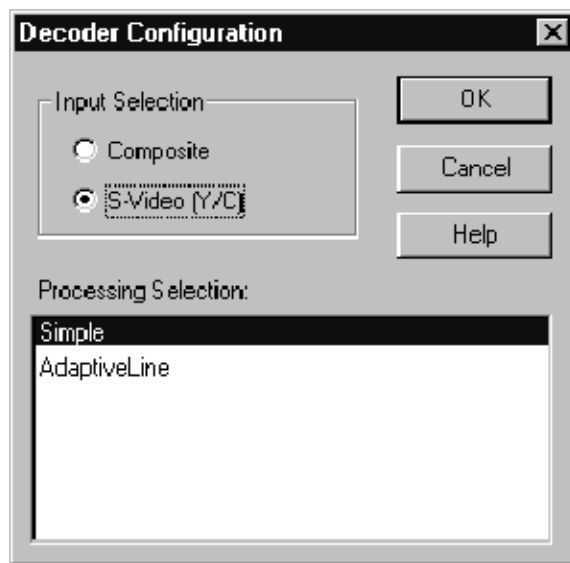 Decoder Configuration
Input Selection
Composite
S-Video (Y/C)
OK
Cancel
Help
Processing Selection:
Simple
AdaptiveLine